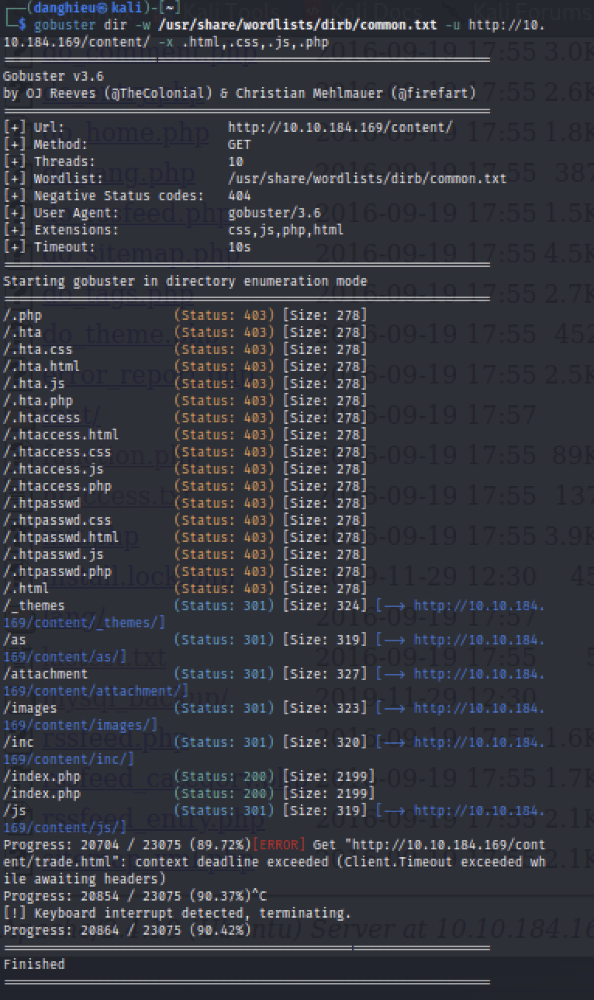 ┌──(danghieu㉿kali)-[~]
└─$ gobuster dir -w /usr/share/wordlists/dirb/common.txt -u http://10.
10.184.169/content/ -x .html,.css,.js,.php
Gobuster v3.6
by OJ Reeves (@TheColonial) & Christian Mehlmauer (@firefart)
[+] Url: http://10.10.184.169/content/
[+] Method: GET
[+] Threads: 10
[+] Wordlist: /usr/share/wordlists/dirb/common.txt
[+] Negative Status codes: 404
[+] User Agent: gobuster/3.6
[+] Extensions: css,js,php,html
[+] Timeout: 10s
Starting gobuster in directory enumeration mode
/.php (Status: 403) [Size: 278]
/.hta (Status: 403) [Size: 278]
/.hta.css (Status: 403) [Size: 278]
/.hta.html (Status: 403) [Size: 278]
/.hta.js (Status: 403) [Size: 278]
/.hta.php (Status: 403) [Size: 278]
/.htaccess (Status: 403) [Size: 278]
/.htaccess.html (Status: 403) [Size: 278]
/.htaccess.css (Status: 403) [Size: 278]
/.htaccess.js (Status: 403) [Size: 278]
/.htaccess.php (Status: 403) [Size: 278]
/.htpasswd (Status: 403) [Size: 278]
/.htpasswd.css (Status: 403) [Size: 278]
/.htpasswd.html (Status: 403) [Size: 278]
/.htpasswd.js (Status: 403) [Size: 278]
/.htpasswd.php (Status: 403) [Size: 278]
/.html (Status: 403) [Size: 278]
/_themes (Status: 301) [Size: 324] [--> http://10.10.184.
169/content/_themes/]
/as (Status: 301) [Size: 319] [--> http://10.10.184.
169/content/as/]
/attachment (Status: 301) [Size: 327] [--> http://10.10.184.
169/content/attachment/]
/images (Status: 301) [Size: 323] [--> http://10.10.184.
169/content/images/]
/inc (Status: 301) [Size: 320] [--> http://10.10.184.
169/content/inc/]
/index.php (Status: 200) [Size: 2199]
/index.php (Status: 200) [Size: 2199]
/js (Status: 301) [Size: 319] [--> http://10.10.184.
169/content/js/]
Progress: 20704 / 23075 (89.72%)[ERROR] Get "http://10.10.184.169/cont
ent/trade.html": context deadline exceeded (Client.Timeout exceeded wh
ile awaiting headers)
Progress: 20854 / 23075 (90.37%)^C
[!] Keyboard interrupt detected, terminating.
Progress: 20864 / 23075 (90.42%)
Finished